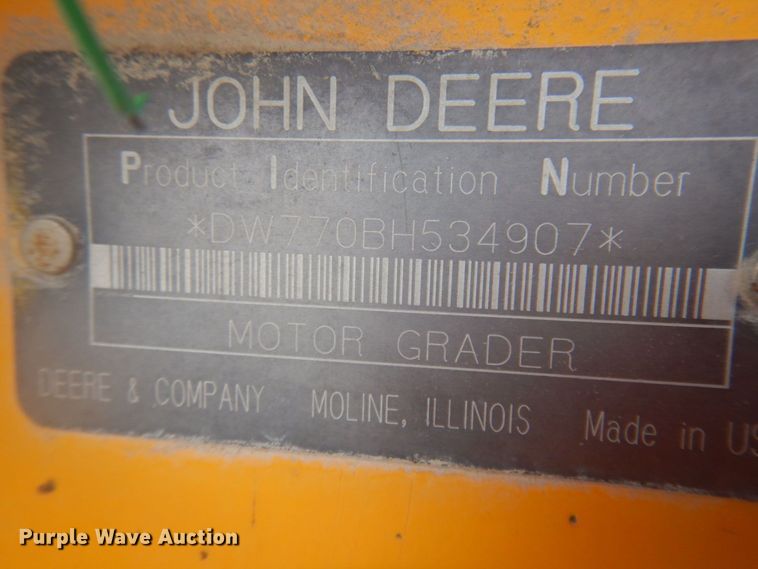 JOHN DEERE
Product Identification Number
*DW770BH534907*
MOTOR GRADER
DEERE & COMPANY MOLINE, ILLINOIS Made in US
Purple Wave Auction